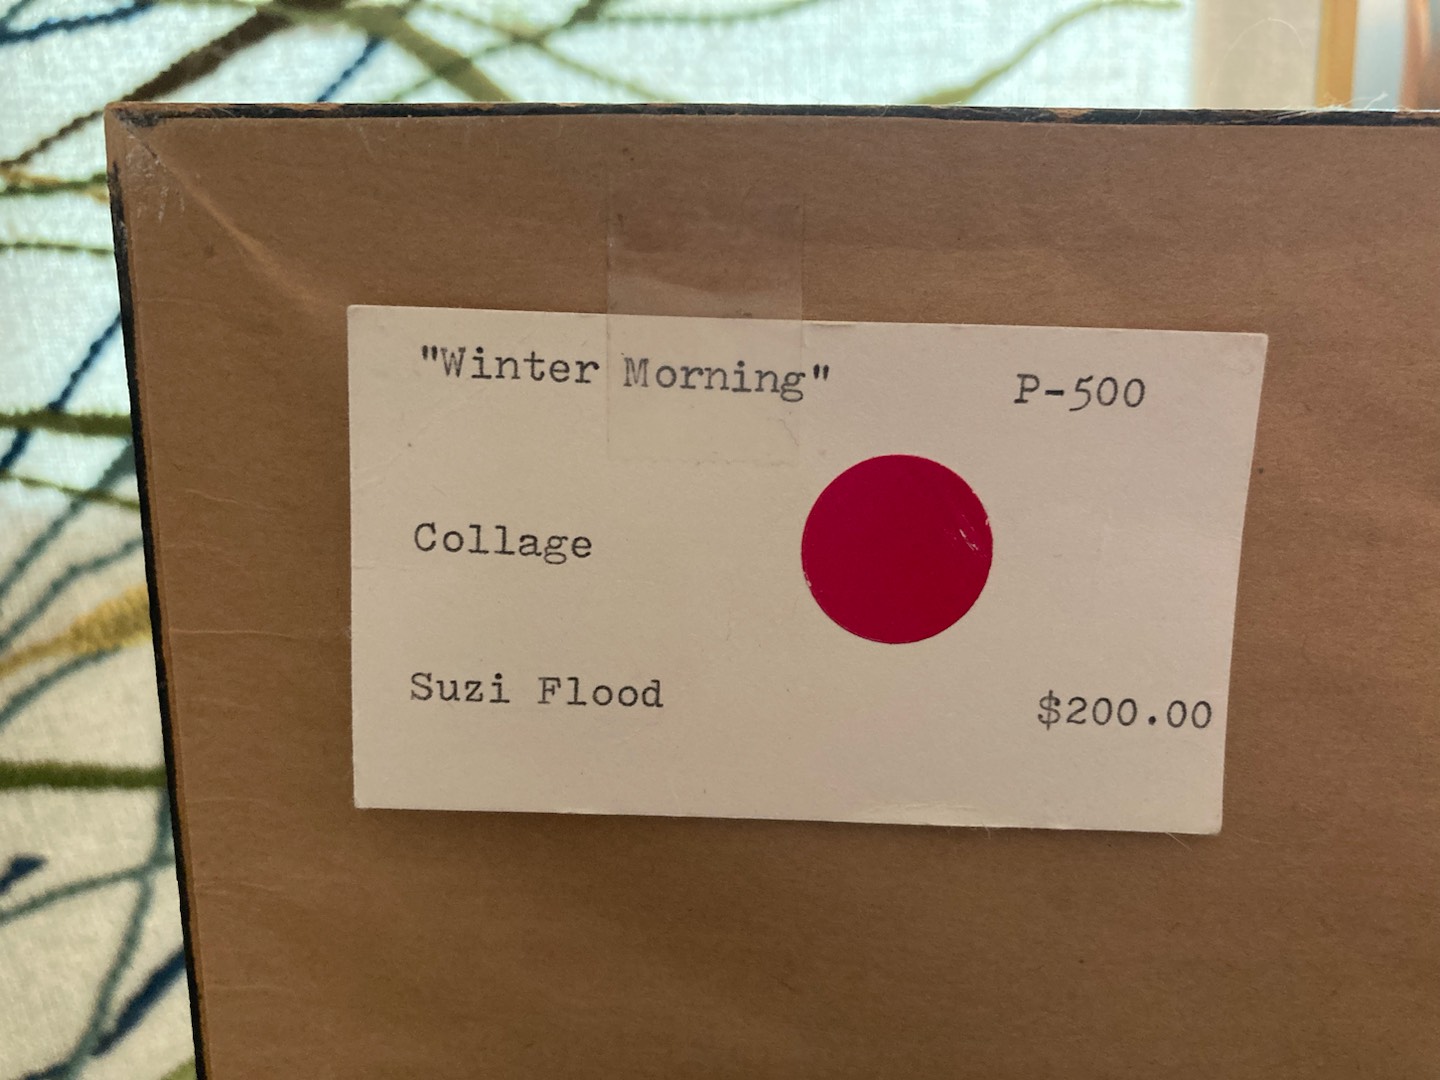 "Winter Morning" P-500
Collage
Suzi Flood $200.00